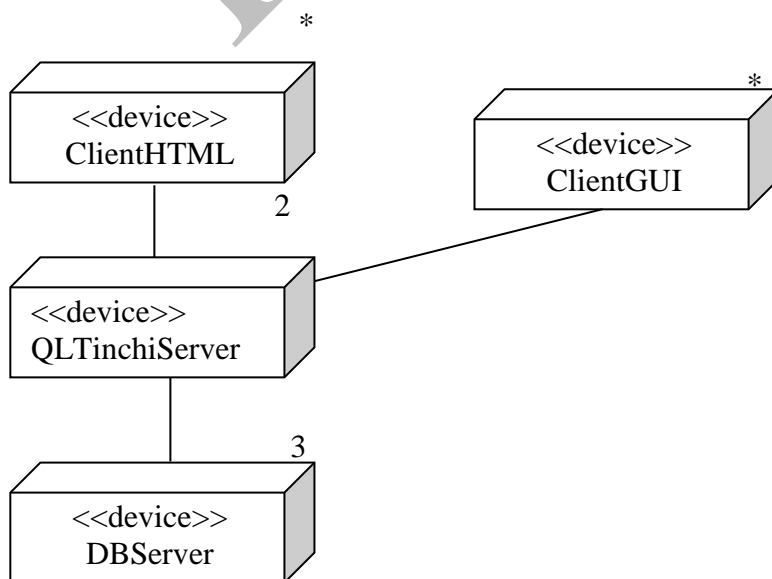 *
<<device>>
ClientHTML
*
<<device>>
ClientGUI
2
<<device>>
QLTinchiServer
3
<<device>>
DBServer